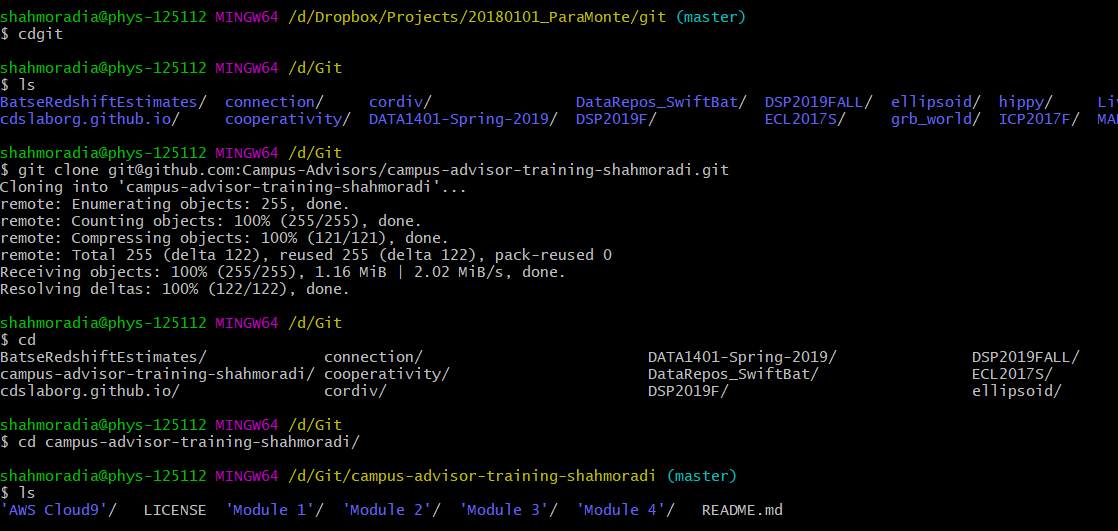 shahmoradia@phys-125112 MINGW64 /d/Dropbox/Projects/20180101_ParaMonte/git (master)
$ cdgit
shahmoradia@phys-125112 MINGW64 /d/Git
$ ls
BatseRedshiftEstimates/ connection/ cordiv/ DataRepos_SwiftBat/ DSP2019FALL/ ellipsoid/ hippy/ Li
cdslaborg.github.io/ cooperativity/ DATA1401-Spring-2019/ DSP2019F/ ECL2017S/ grb_world/ ICP2017F/ MA
shahmoradia@phys-125112 MINGW64 /d/Git
$ git clone git@github.com:Campus-Advisors/campus-advisor-training-shahmoradi.git
Cloning into 'campus-advisor-training-shahmoradi'...
remote: Enumerating objects: 255, done.
remote: Counting objects: 100% (255/255), done.
remote: Compressing objects: 100% (121/121), done.
remote: Total 255 (delta 122), reused 255 (delta 122), pack-reused 0
Receiving objects: 100% (255/255), 1.16 MiB | 2.02 MiB/s, done.
Resolving deltas: 100% (122/122), done.
shahmoradia@phys-125112 MINGW64 /d/Git
$ cd
BatseRedshiftEstimates/ connection/ DATA1401-Spring-2019/ DSP2019FALL/
campus-advisor-training-shahmoradi/ cooperativity/ DataRepos_SwiftBat/ ECL2017S/
cdslaborg.github.io/ cordiv/ DSP2019F/ ellipsoid/
shahmoradia@phys-125112 MINGW64 /d/Git
$ cd campus-advisor-training-shahmoradi/
shahmoradia@phys-125112 MINGW64 /d/Git/campus-advisor-training-shahmoradi (master)
$ ls
'AWS Cloud9'/ LICENSE 'Module 1'/ 'Module 2'/ 'Module 3'/ 'Module 4'/ README.md